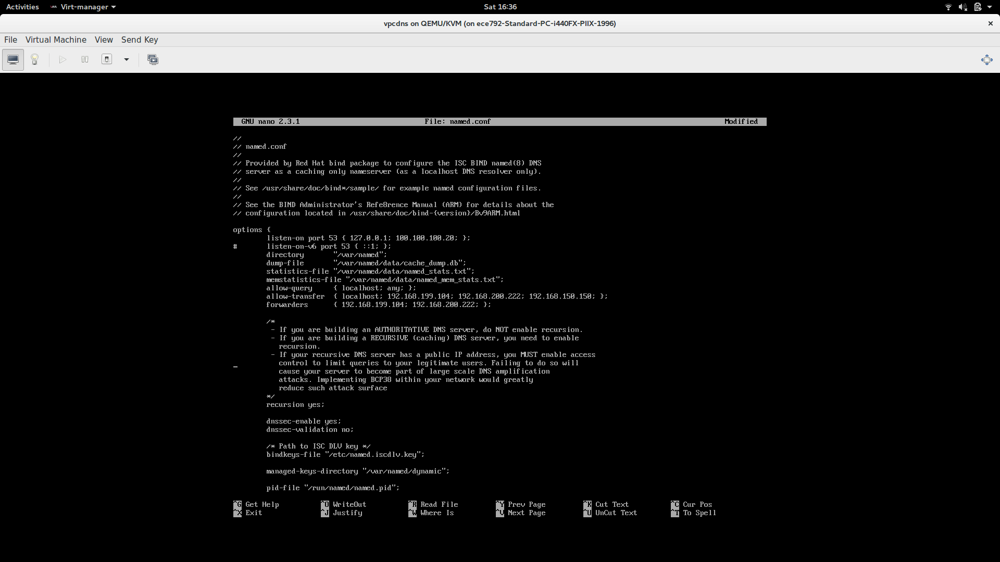 Activities Virt-manager Sat 16:36
vpcdns on QEMU/KVM (on ece792-Standard-PC-i440FX-PIIX-1996)
File Virtual Machine View Send Key
GNU nano 2.3.1 File: named.conf Modified
//
// named.conf
//
// Provided by Red Hat bind package to configure the ISC BIND named(8) DNS
// server as a caching only nameserver (as a localhost DNS resolver only).
//
// See /usr/share/doc/bind*/sample/ for example named configuration files.
//
// See the BIND Administrator's Refe8rence Manual (ARM) for details about the
// configuration located in /usr/share/doc/bind-{version}/Bv9ARM.html
options {
listen-on port 53 { 127.0.0.1; 100.100.100.20; };
# listen-on-v6 port 53 { ::1; };
directory "/var/named";
dump-file "/var/named/data/cache_dump.db";
statistics-file "/var/named/data/named_stats.txt";
memstatistics-file "/var/named/data/named_mem_stats.txt";
allow-query { localhost; any; };
allow-transfer { localhost; 192.168.199.104; 192.168.200.222; 192.168.150.150; };
forwarders { 192.168.199.104; 192.168.200.222; };
/*
- If you are building an AUTHORITATIVE DNS server, do NOT enable recursion.
- If you are building a RECURSIVE (caching) DNS server, you need to enable
recursion.
- If your recursive DNS server has a public IP address, you MUST enable access
control to limit queries to your legitimate users. Failing to do so will
cause your server to become part of large scale DNS amplification
attacks. Implementing BCP38 within your network would greatly
reduce such attack surface
*/
recursion yes;
dnssec-enable yes;
dnssec-validation no;
/* Path to ISC DLV key */
bindkeys-file "/etc/named.iscdlv.key";
managed-keys-directory "/var/named/dynamic";
pid-file "/run/named/named.pid";
^G Get Help ^O WriteOut ^R Read File ^Y Prev Page ^K Cut Text ^C Cur Pos
^X Exit ^J Justify ^W Where Is ^V Next Page ^U UnCut Text ^T To Spell